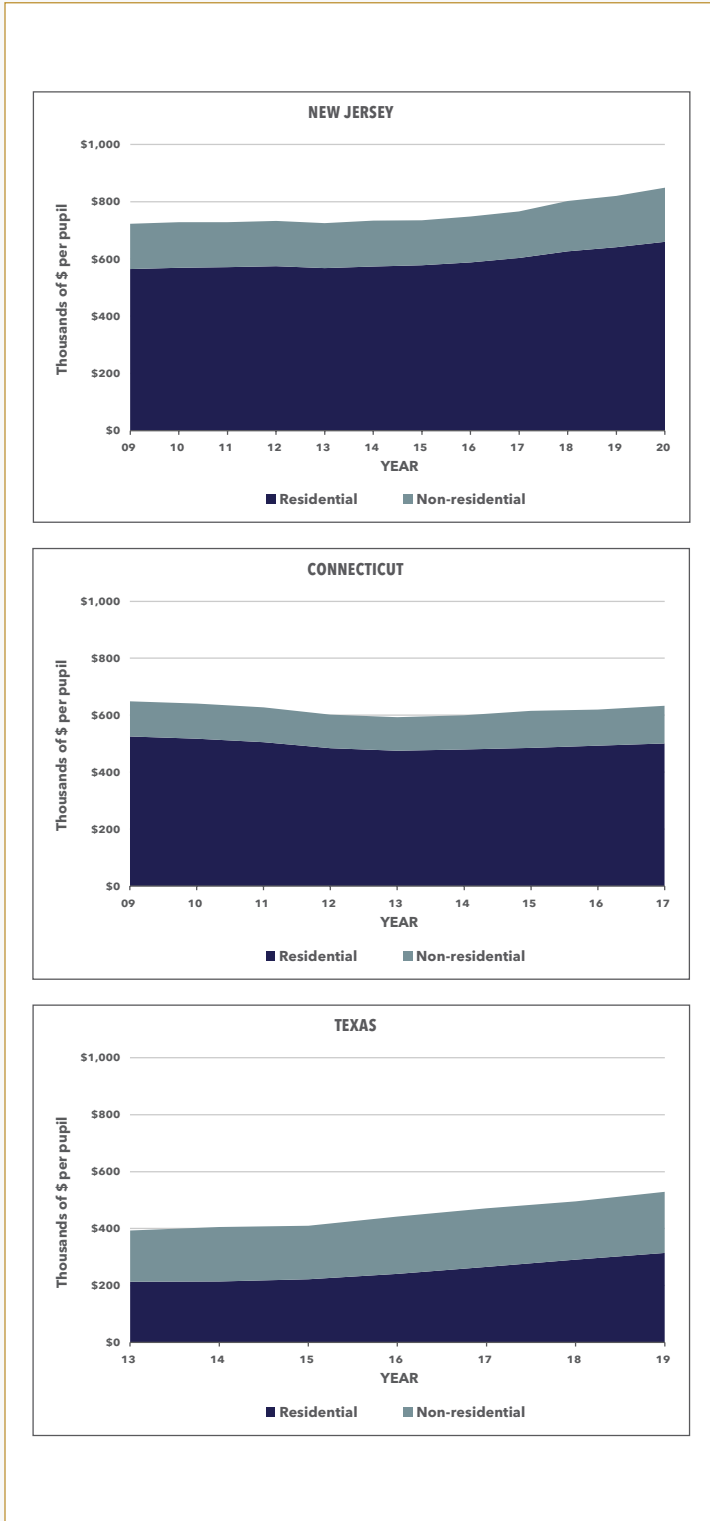 NEW JERSEY
$1,000
$800
$600
$400
$200
$0
Thousands of $ per pupil
09 10 11 12 13 14 15 16 17 18 19 20
YEAR
Residential Non-residential
CONNECTICUT
$1,000
$800
$600
$400
$200
$0
Thousands of $ per pupil
09 10 11 12 13 14 15 16 17
YEAR
Residential Non-residential
TEXAS
$1,000
$800
$600
$400
$200
$0
Thousands of $ per pupil
13 14 15 16 17 18 19
YEAR
Residential Non-residential